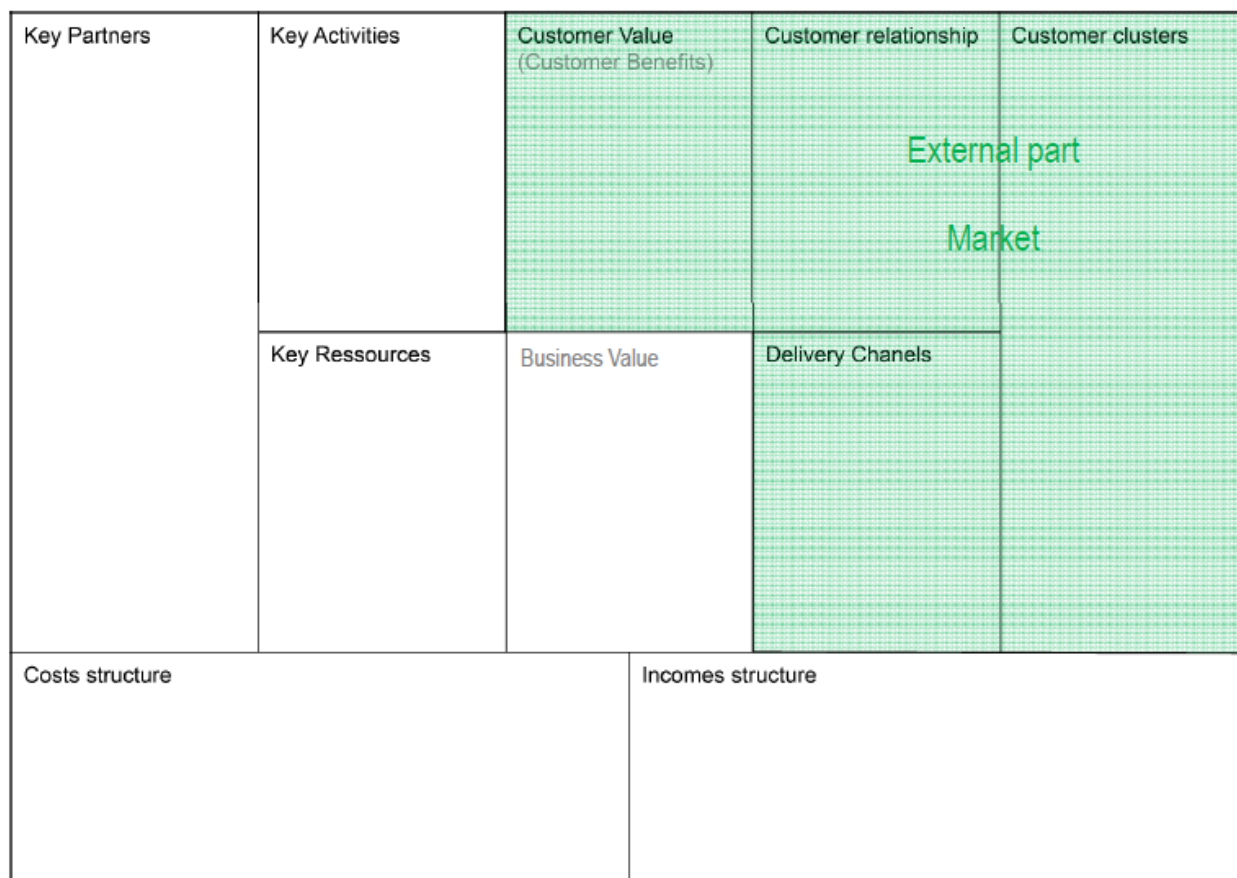 Key Partners
Key Activities
Customer Value
(Customer Benefits)
Customer relationship
Customer clusters
External part
Market
Key Ressources
Business Value
Delivery Chanels
Costs structure
Incomes structure